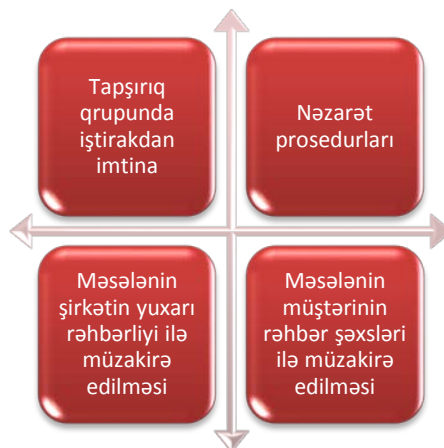 Tapşırıq
qrupunda
iştirakdan
imtina
Nəzarət
prosedurları
Məsələnin
şirkətin yuxarı
rəhbərliyi ilə
müzakirə
edilməsi
Məsələnin
müştərinin
rəhbər şəxsləri
ilə müzakirə
edilməsi